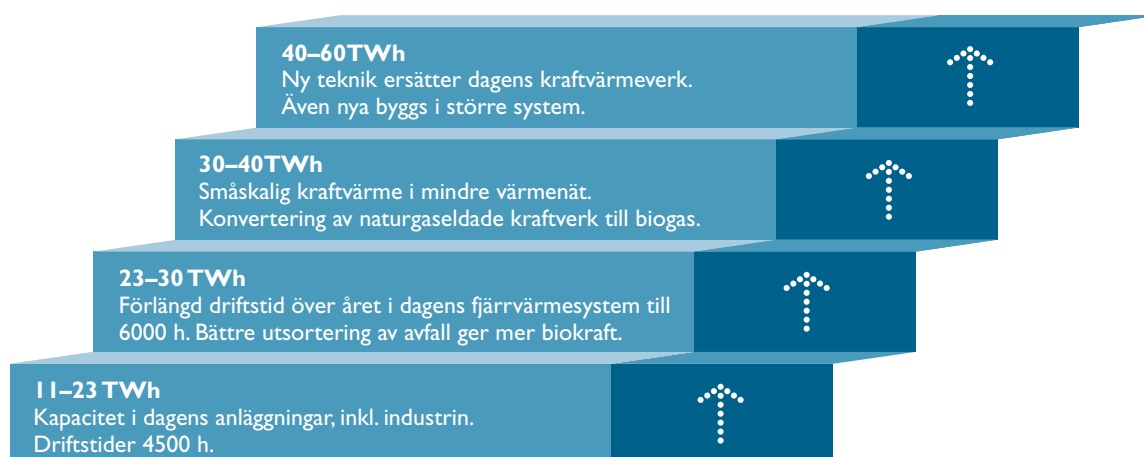 40–60TWh
Ny teknik ersätter dagens kraftvärmeverk.
Även nya byggs i större system.
30–40TWh
Småskalig kraftvärme i mindre värmenät.
Konvertering av naturgaseldade kraftverk till biogas.
23–30 TWh
Förlängd driftstid över året i dagens fjärrvärmesystem till
6000 h. Bättre utsortering av avfall ger mer biokraft.
11–23 TWh
Kapacitet i dagens anläggningar, inkl. industrin.
Driftstider 4500 h.